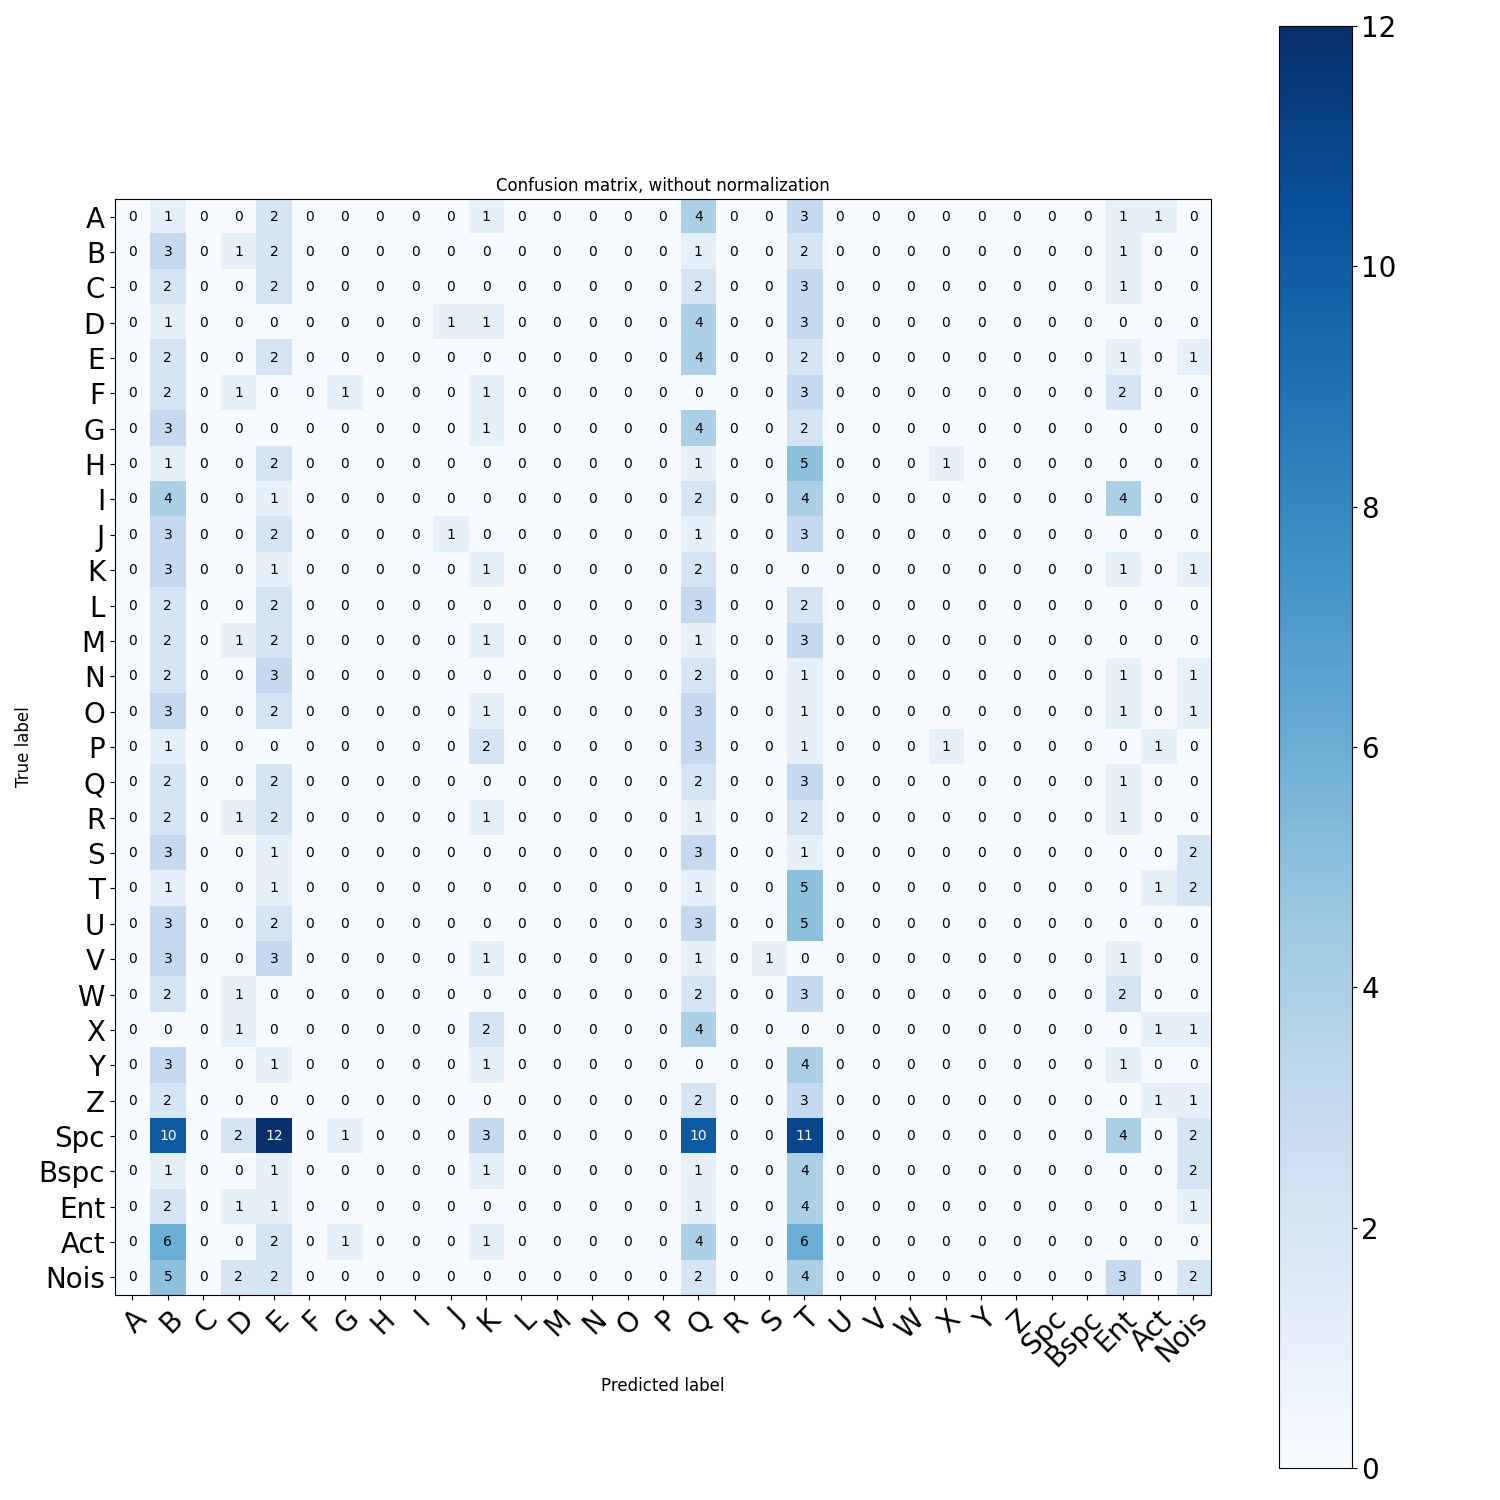 Confusion matrix, without normalization
A 0 1 0 0 2 0 0 0 0 0 1 0 0 0 0 0 4 0 0 3 0 0 0 0 0 0 0 0 1 1 0
B 0 3 0 1 2 0 0 0 0 0 0 0 0 0 0 0 1 0 0 2 0 0 0 0 0 0 0 0 1 0 0
C 0 2 0 0 2 0 0 0 0 0 0 0 0 0 0 0 2 0 0 3 0 0 0 0 0 0 0 0 1 0 0
D 0 1 0 0 0 0 0 0 0 1 1 0 0 0 0 0 4 0 0 3 0 0 0 0 0 0 0 0 0 0 0
E 0 2 0 0 2 0 0 0 0 0 0 0 0 0 0 0 4 0 0 2 0 0 0 0 0 0 0 0 1 0 1
F 0 2 0 1 0 0 1 0 0 0 1 0 0 0 0 0 0 0 0 3 0 0 0 0 0 0 0 0 2 0 0
G 0 3 0 0 0 0 0 0 0 0 1 0 0 0 0 0 4 0 0 2 0 0 0 0 0 0 0 0 0 0 0
H 0 1 0 0 2 0 0 0 0 0 0 0 0 0 0 0 1 0 0 5 0 0 0 1 0 0 0 0 0 0 0
I 0 4 0 0 1 0 0 0 0 0 0 0 0 0 0 0 2 0 0 4 0 0 0 0 0 0 0 0 4 0 0
J 0 3 0 0 2 0 0 0 0 1 0 0 0 0 0 0 1 0 0 3 0 0 0 0 0 0 0 0 0 0 0
K 0 3 0 0 1 0 0 0 0 0 1 0 0 0 0 0 2 0 0 0 0 0 0 0 0 0 0 0 1 0 1
L 0 2 0 0 2 0 0 0 0 0 0 0 0 0 0 0 3 0 0 2 0 0 0 0 0 0 0 0 0 0 0
M 0 2 0 1 2 0 0 0 0 0 1 0 0 0 0 0 1 0 0 3 0 0 0 0 0 0 0 0 0 0 0
N 0 2 0 0 3 0 0 0 0 0 0 0 0 0 0 0 2 0 0 1 0 0 0 0 0 0 0 0 1 0 1
O 0 3 0 0 2 0 0 0 0 0 1 0 0 0 0 0 3 0 0 1 0 0 0 0 0 0 0 0 1 0 1
P 0 1 0 0 0 0 0 0 0 0 2 0 0 0 0 0 3 0 0 1 0 0 0 1 0 0 0 0 0 1 0
Q 0 2 0 0 2 0 0 0 0 0 0 0 0 0 0 0 2 0 0 3 0 0 0 0 0 0 0 0 1 0 0
R 0 2 0 1 2 0 0 0 0 0 1 0 0 0 0 0 1 0 0 2 0 0 0 0 0 0 0 0 1 0 0
S 0 3 0 0 1 0 0 0 0 0 0 0 0 0 0 0 3 0 0 1 0 0 0 0 0 0 0 0 0 0 2
T 0 1 0 0 1 0 0 0 0 0 0 0 0 0 0 0 1 0 0 5 0 0 0 0 0 0 0 0 0 1 2
U 0 3 0 0 2 0 0 0 0 0 0 0 0 0 0 0 3 0 0 5 0 0 0 0 0 0 0 0 0 0 0
V 0 3 0 0 3 0 0 0 0 0 1 0 0 0 0 0 1 0 1 0 0 0 0 0 0 0 0 0 1 0 0
W 0 2 0 1 0 0 0 0 0 0 0 0 0 0 0 0 2 0 0 3 0 0 0 0 0 0 0 0 2 0 0
X 0 0 0 1 0 0 0 0 0 0 2 0 0 0 0 0 4 0 0 0 0 0 0 0 0 0 0 0 0 1 1
Y 0 3 0 0 1 0 0 0 0 0 1 0 0 0 0 0 0 0 0 4 0 0 0 0 0 0 0 0 1 0 0
Z 0 2 0 0 0 0 0 0 0 0 0 0 0 0 0 0 2 0 0 3 0 0 0 0 0 0 0 0 0 1 1
Spc 0 10 0 2 12 0 1 0 0 0 3 0 0 0 0 0 10 0 0 11 0 0 0 0 0 0 0 0 4 0 2
Bspc 0 1 0 0 1 0 0 0 0 0 1 0 0 0 0 0 1 0 0 4 0 0 0 0 0 0 0 0 0 0 2
Ent 0 2 0 1 1 0 0 0 0 0 0 0 0 0 0 0 1 0 0 4 0 0 0 0 0 0 0 0 0 0 1
Act 0 6 0 0 2 0 1 0 0 0 1 0 0 0 0 0 4 0 0 6 0 0 0 0 0 0 0 0 0 0 0
Nois 0 5 0 2 2 0 0 0 0 0 0 0 0 0 0 0 2 0 0 4 0 0 0 0 0 0 0 0 3 0 2
A B C D E F G H I J K L M N O P Q R S T U V W X Y Z Spc Bspc Ent Act Nois
Predicted label
True label
12
10
8
6
4
2
0